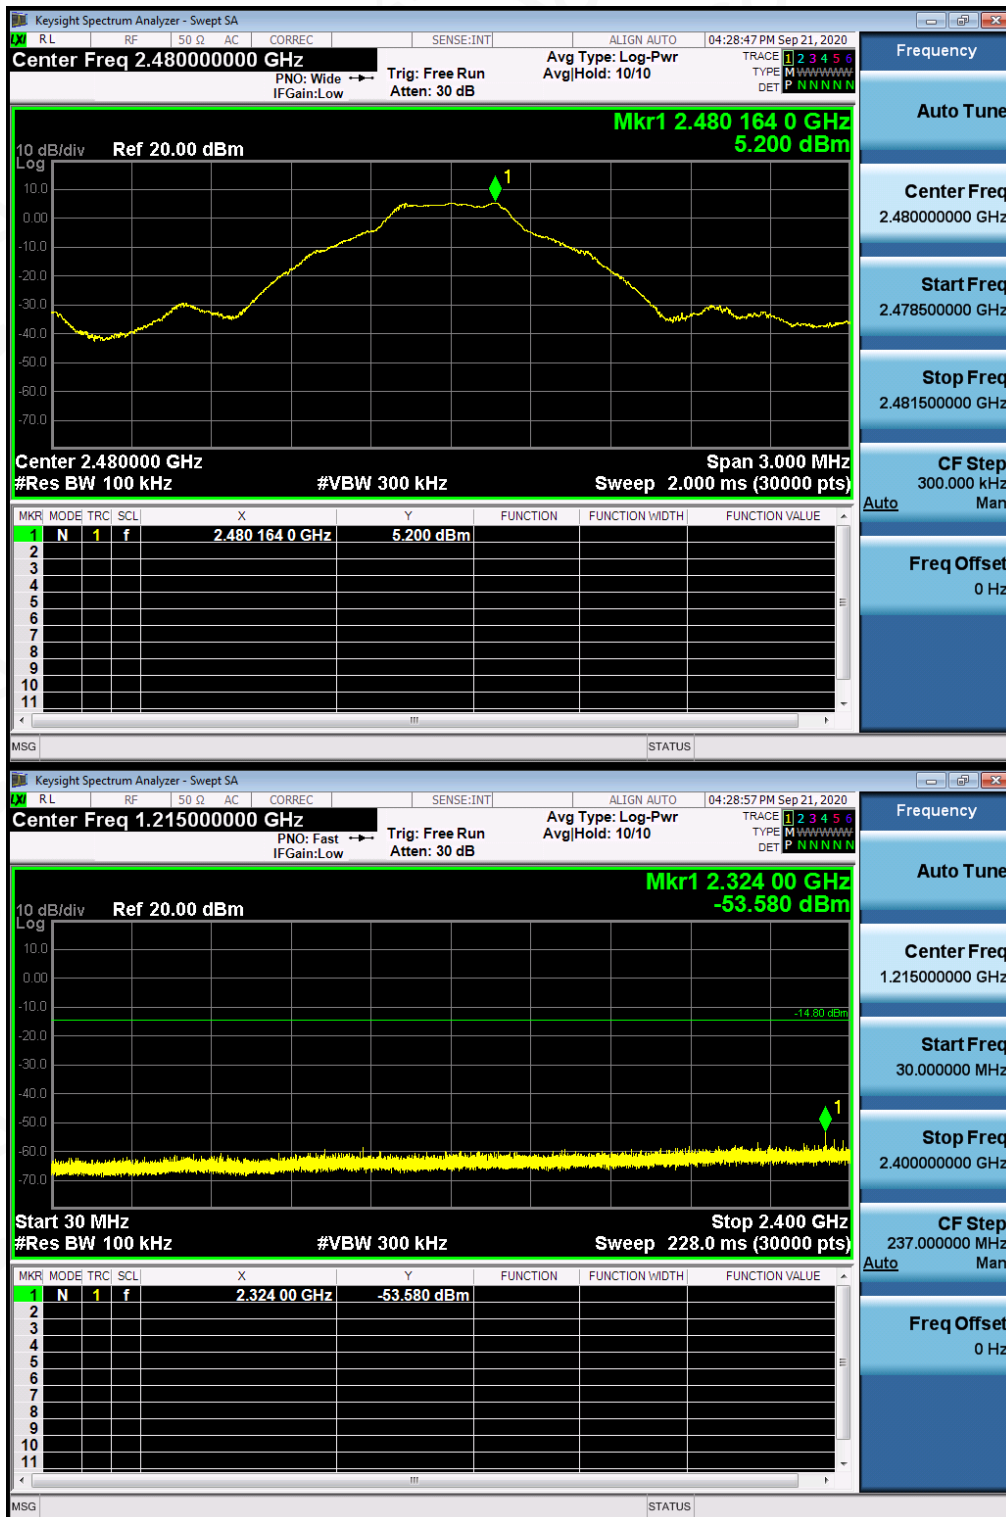 Keysight Spectrum Analyzer - Swept SA
LXI RL RF 50 Ω AC CORREC SENSE:INT ALIGN AUTO 04:28:47 PM Sep 21, 2020
Center Freq 2.480000000 GHz
PNO: Wide
IFGain:Low
Trig: Free Run
Atten: 30 dB
Avg Type: Log-Pwr
Avg|Hold: 10/10
TRACE 1 2 3 4 5 6
TYPE M W W W W W
DET P N N N N N
Mkr1 2.480 164 0 GHz
5.200 dBm
10 dB/div Ref 20.00 dBm
Log
10.0
0.00
-10.0
-20.0
-30.0
-40.0
-50.0
-60.0
-70.0
1
Center 2.480000 GHz Span 3.000 MHz
#Res BW 100 kHz #VBW 300 kHz Sweep 2.000 ms (30000 pts)
MKR MODE TRC SCL X Y FUNCTION FUNCTION WIDTH FUNCTION VALUE
1 N 1 f 2.480 164 0 GHz 5.200 dBm
2
3
4
5
6
7
8
9
10
11
MSG STATUS
Frequency
Auto Tune
Center Freq
2.480000000 GHz
Start Freq
2.478500000 GHz
Stop Freq
2.481500000 GHz
CF Step
300.000 kHz
Auto Man
Freq Offset
0 Hz
Keysight Spectrum Analyzer - Swept SA
LXI RL RF 50 Ω AC CORREC SENSE:INT ALIGN AUTO 04:28:57 PM Sep 21, 2020
Center Freq 1.215000000 GHz
PNO: Fast
IFGain:Low
Trig: Free Run
Atten: 30 dB
Avg Type: Log-Pwr
Avg|Hold: 10/10
TRACE 1 2 3 4 5 6
TYPE M W W W W W
DET P N N N N N
Mkr1 2.324 00 GHz
-53.580 dBm
10 dB/div Ref 20.00 dBm
Log
10.0
0.00
-10.0
-20.0
-30.0
-40.0
-50.0
-60.0
-70.0
-14.80 dBm
1
Start 30 MHz Stop 2.400 GHz
#Res BW 100 kHz #VBW 300 kHz Sweep 228.0 ms (30000 pts)
MKR MODE TRC SCL X Y FUNCTION FUNCTION WIDTH FUNCTION VALUE
1 N 1 f 2.324 00 GHz -53.580 dBm
2
3
4
5
6
7
8
9
10
11
MSG STATUS
Frequency
Auto Tune
Center Freq
1.215000000 GHz
Start Freq
30.000000 MHz
Stop Freq
2.400000000 GHz
CF Step
237.000000 MHz
Auto Man
Freq Offset
0 Hz